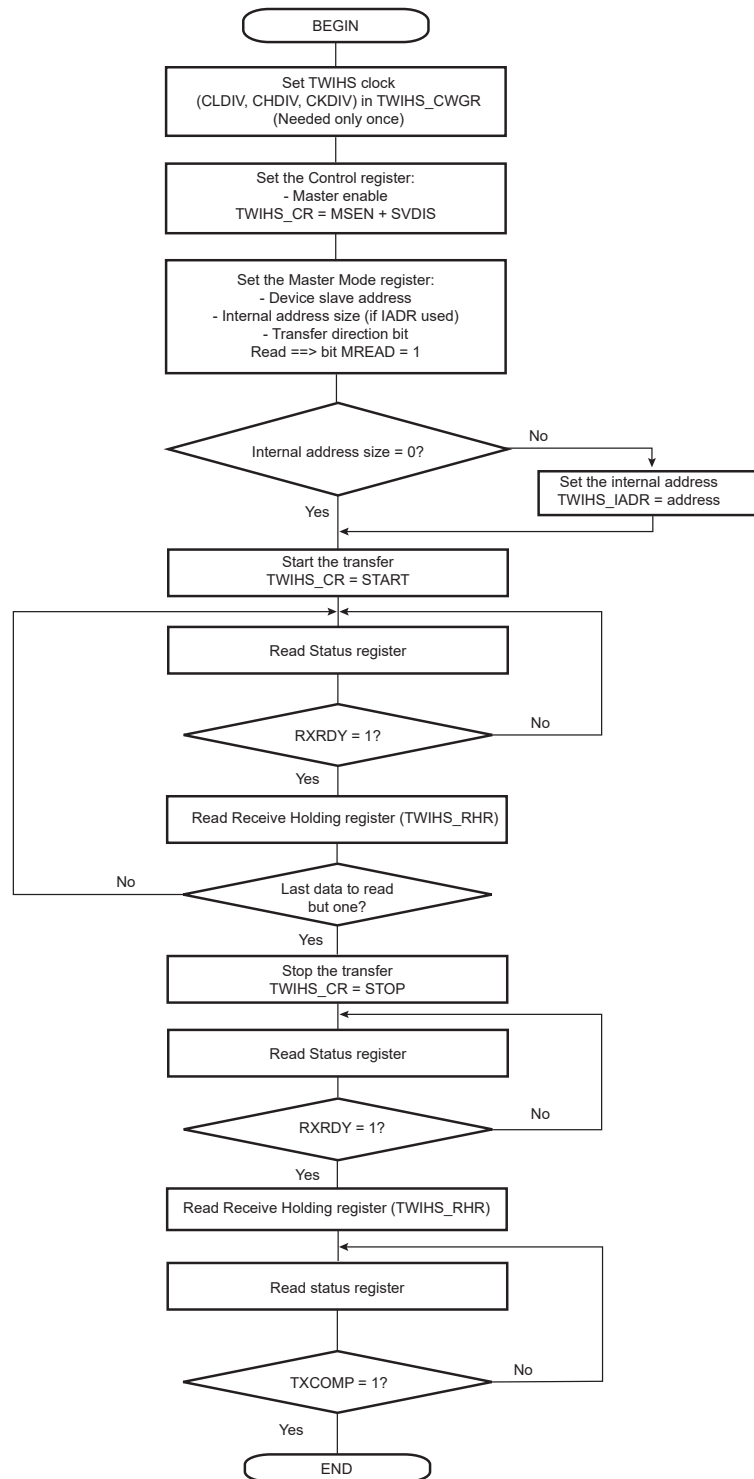 BEGIN
Set TWIHS clock
(CLDIV, CHDIV, CKDIV) in TWIHS_CWGR
(Needed only once)
Set the Control register:
- Master enable
TWIHS_CR = MSEN + SVDIS
Set the Master Mode register:
- Device slave address
- Internal address size (if IADR used)
- Transfer direction bit
Read ==> bit MREAD = 1
Internal address size = 0?
No
Set the internal address
TWIHS_IADR = address
Yes
Start the transfer
TWIHS_CR = START
Read Status register
RXRDY = 1?
No
Yes
Read Receive Holding register (TWIHS_RHR)
Last data to read
but one?
No
Yes
Stop the transfer
TWIHS_CR = STOP
Read Status register
RXRDY = 1?
No
Yes
Read Receive Holding register (TWIHS_RHR)
Read status register
TXCOMP = 1?
No
Yes
END